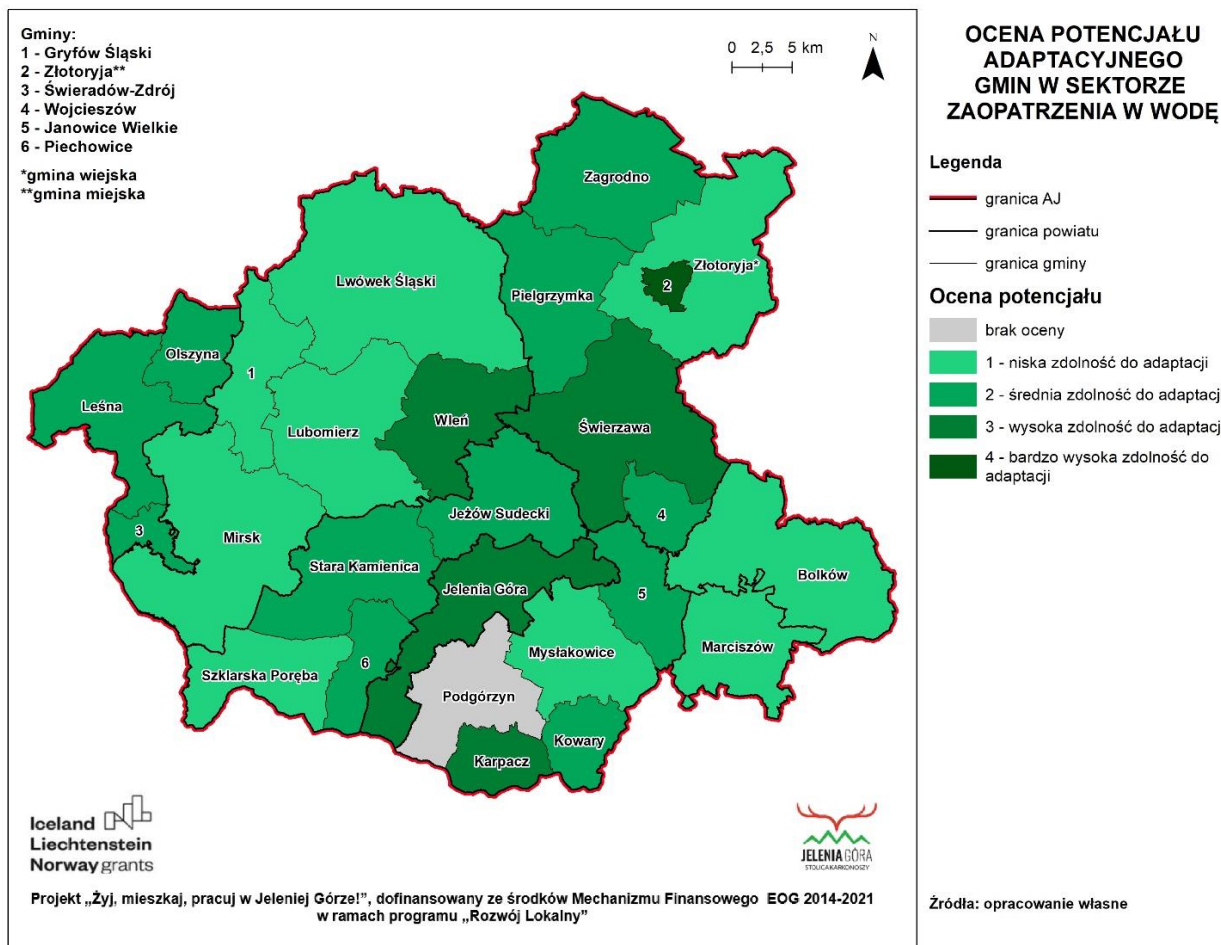 Gminy:
1 - Gryfów Śląski
2 - Złotoryja**
3 - Świeradów-Zdrój
4 - Wojcieszów
5 - Janowice Wielkie
6 - Piechowice
*gmina wiejska
**gmina miejska
0 2,5 5 km
N
Zagrodno
Złotoryja*
2
Lwówek Śląski
Pielgrzymka
Olszyna
1
Leśna
Lubomierz
Wleń
Świerzawa
3
Mirsk
Jeżów Sudecki
4
Stara Kamienica
Jelenia Góra
5
Bolków
Marciszów
Mysłakowice
Szklarska Poręba
6
Podgórzyn
Kowary
Karpacz
Iceland
Liechtenstein
Norway grants
JELENIA GÓRA
STOLICA KARKONOSZY
Projekt „Żyj, mieszkaj, pracuj w Jeleniej Górze!”, dofinansowany ze środków Mechanizmu Finansowego EOG 2014-2021
w ramach programu „Rozwój Lokalny”
OCENA POTENCJAŁU
ADAPTACYJNEGO
GMIN W SEKTORZE
ZAOPATRZENIA W WODĘ
Legenda
granica AJ
granica powiatu
granica gminy
Ocena potencjału
brak oceny
1 - niska zdolność do adaptacji
2 - średnia zdolność do adaptacj
3 - wysoka zdolność do adaptacj
4 - bardzo wysoka zdolność do
adaptacji
Źródła: opracowanie własne